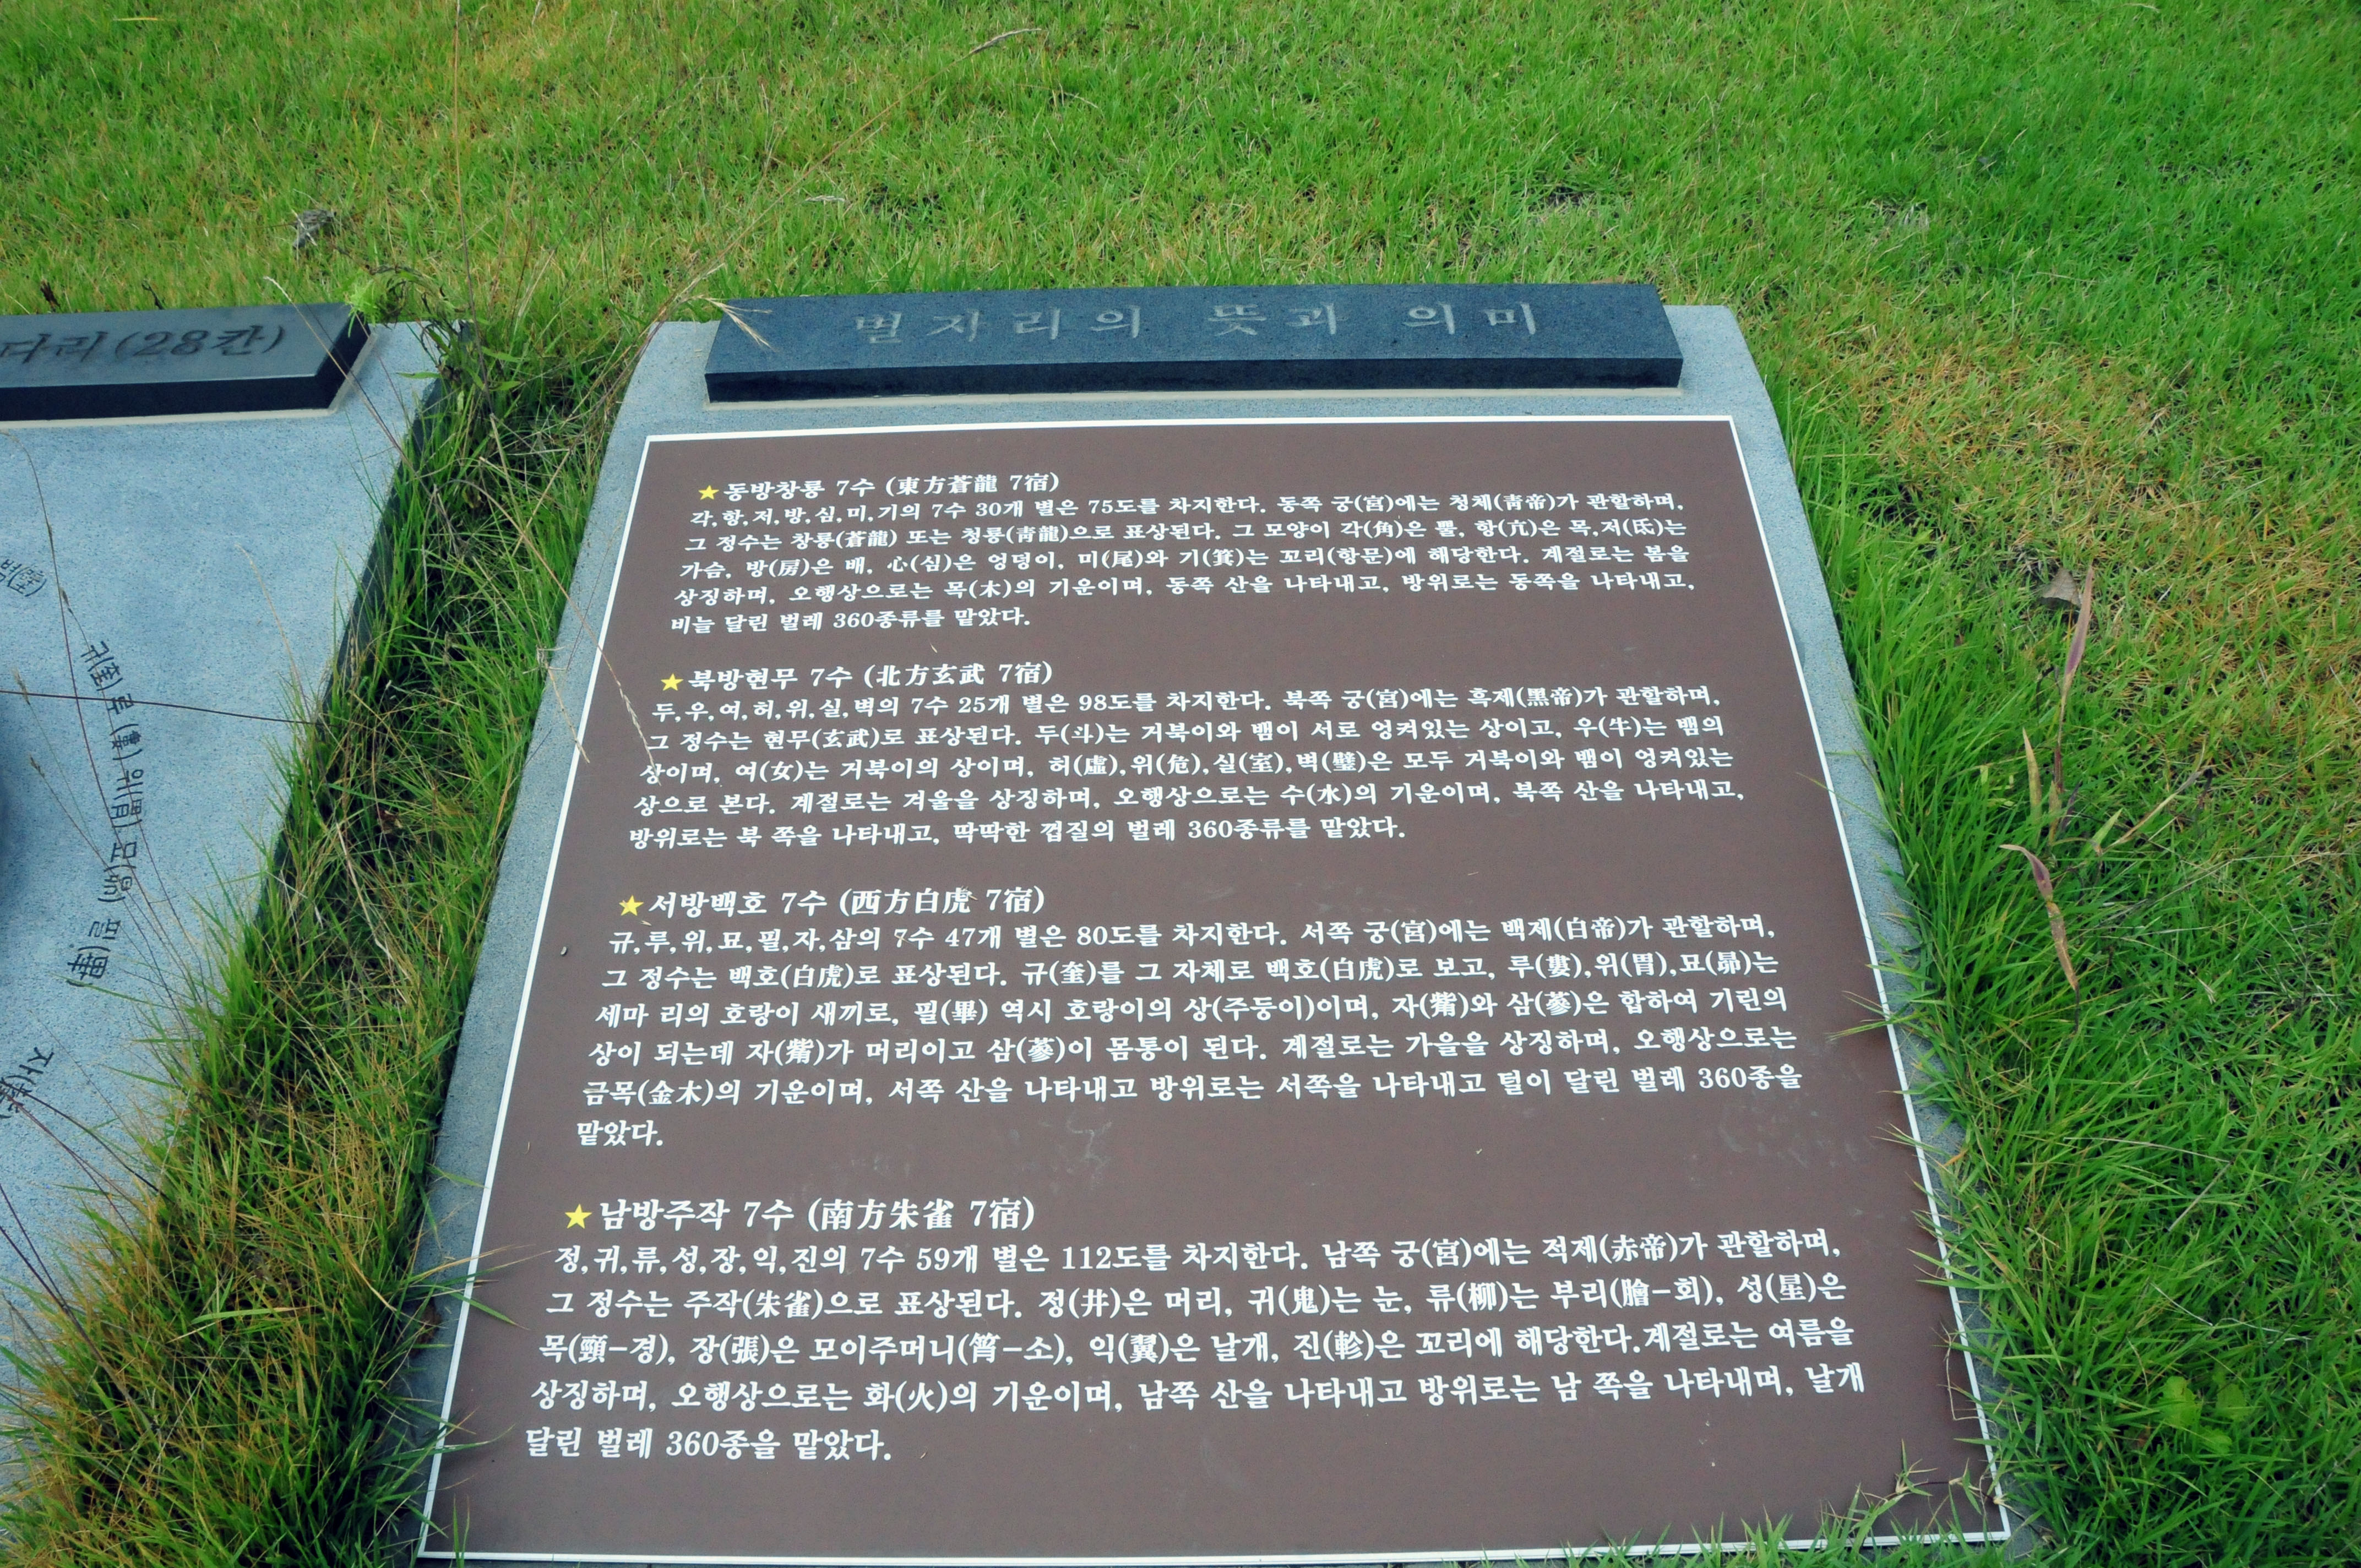 다리(28칸)
별자리의 뜻과 의미
★동방창룡 7수 (東方蒼龍 7宿)
각,항,저,방,심,미,기의 7수 30개 별은 75도를 차지한다. 동쪽 궁(宮)에는 청체(靑帝)가 관할하며,
그 정수는 창룡(蒼龍) 또는 청룡(靑龍)으로 표상된다. 그 모양이 각(角)은 뿔, 항(亢)은 목,저(氐)는
가슴, 방(房)은 배, 心(심)은 엉덩이, 미(尾)와 기(箕)는 꼬리(항문)에 해당한다. 계절로는 봄을
상징하며, 오행상으로는 목(木)의 기운이며, 동쪽 산을 나타내고, 방위로는 동쪽을 나타내고,
비늘 달린 벌레 360종류를 맡았다.
★북방현무 7수 (北方玄武 7宿)
두,우,여,허,위,실,벽의 7수 25개 별은 98도를 차지한다. 북쪽 궁(宮)에는 흑제(黑帝)가 관할하며,
그 정수는 현무(玄武)로 표상된다. 두(斗)는 거북이와 뱀이 서로 엉켜있는 상이고, 우(牛)는 뱀의
상이며, 여(女)는 거북이의 상이며, 허(虛),위(危),실(室),벽(壁)은 모두 거북이와 뱀이 엉켜있는
상으로 본다. 계절로는 겨울을 상징하며, 오행상으로는 수(水)의 기운이며, 북쪽 산을 나타내고,
방위로는 북 쪽을 나타내고, 딱딱한 껍질의 벌레 360종류를 맡았다.
★서방백호 7수 (西方白虎 7宿)
규,루,위,묘,필,자,삼의 7수 47개 별은 80도를 차지한다. 서쪽 궁(宮)에는 백제(白帝)가 관할하며,
그 정수는 백호(白虎)로 표상된다. 규(奎)를 그 자체로 백호(白虎)로 보고, 루(婁),위(胃),묘(昴)는
세마 리의 호랑이 새끼로, 필(畢) 역시 호랑이의 상(주둥이)이며, 자(觜)와 삼(蔘)은 합하여 기린의
상이 되는데 자(觜)가 머리이고 삼(蔘)이 몸통이 된다. 계절로는 가을을 상징하며, 오행상으로는
금목(金木)의 기운이며, 서쪽 산을 나타내고 방위로는 서쪽을 나타내고 털이 달린 벌레 360종을
맡았다.
★남방주작 7수 (南方朱雀 7宿)
정,귀,류,성,장,익,진의 7수 59개 별은 112도를 차지한다. 남쪽 궁(宮)에는 적제(赤帝)가 관할하며,
그 정수는 주작(朱雀)으로 표상된다. 정(井)은 머리, 귀(鬼)는 눈, 류(柳)는 부리(膾-회), 성(星)은
목(頸-경), 장(張)은 모이주머니(筲-소), 익(翼)은 날개, 진(軫)은 꼬리에 해당한다.계절로는 여름을
상징하며, 오행상으로는 화(火)의 기운이며, 남쪽 산을 나타내고 방위로는 남 쪽을 나타내며, 날개
달린 벌레 360종을 맡았다.